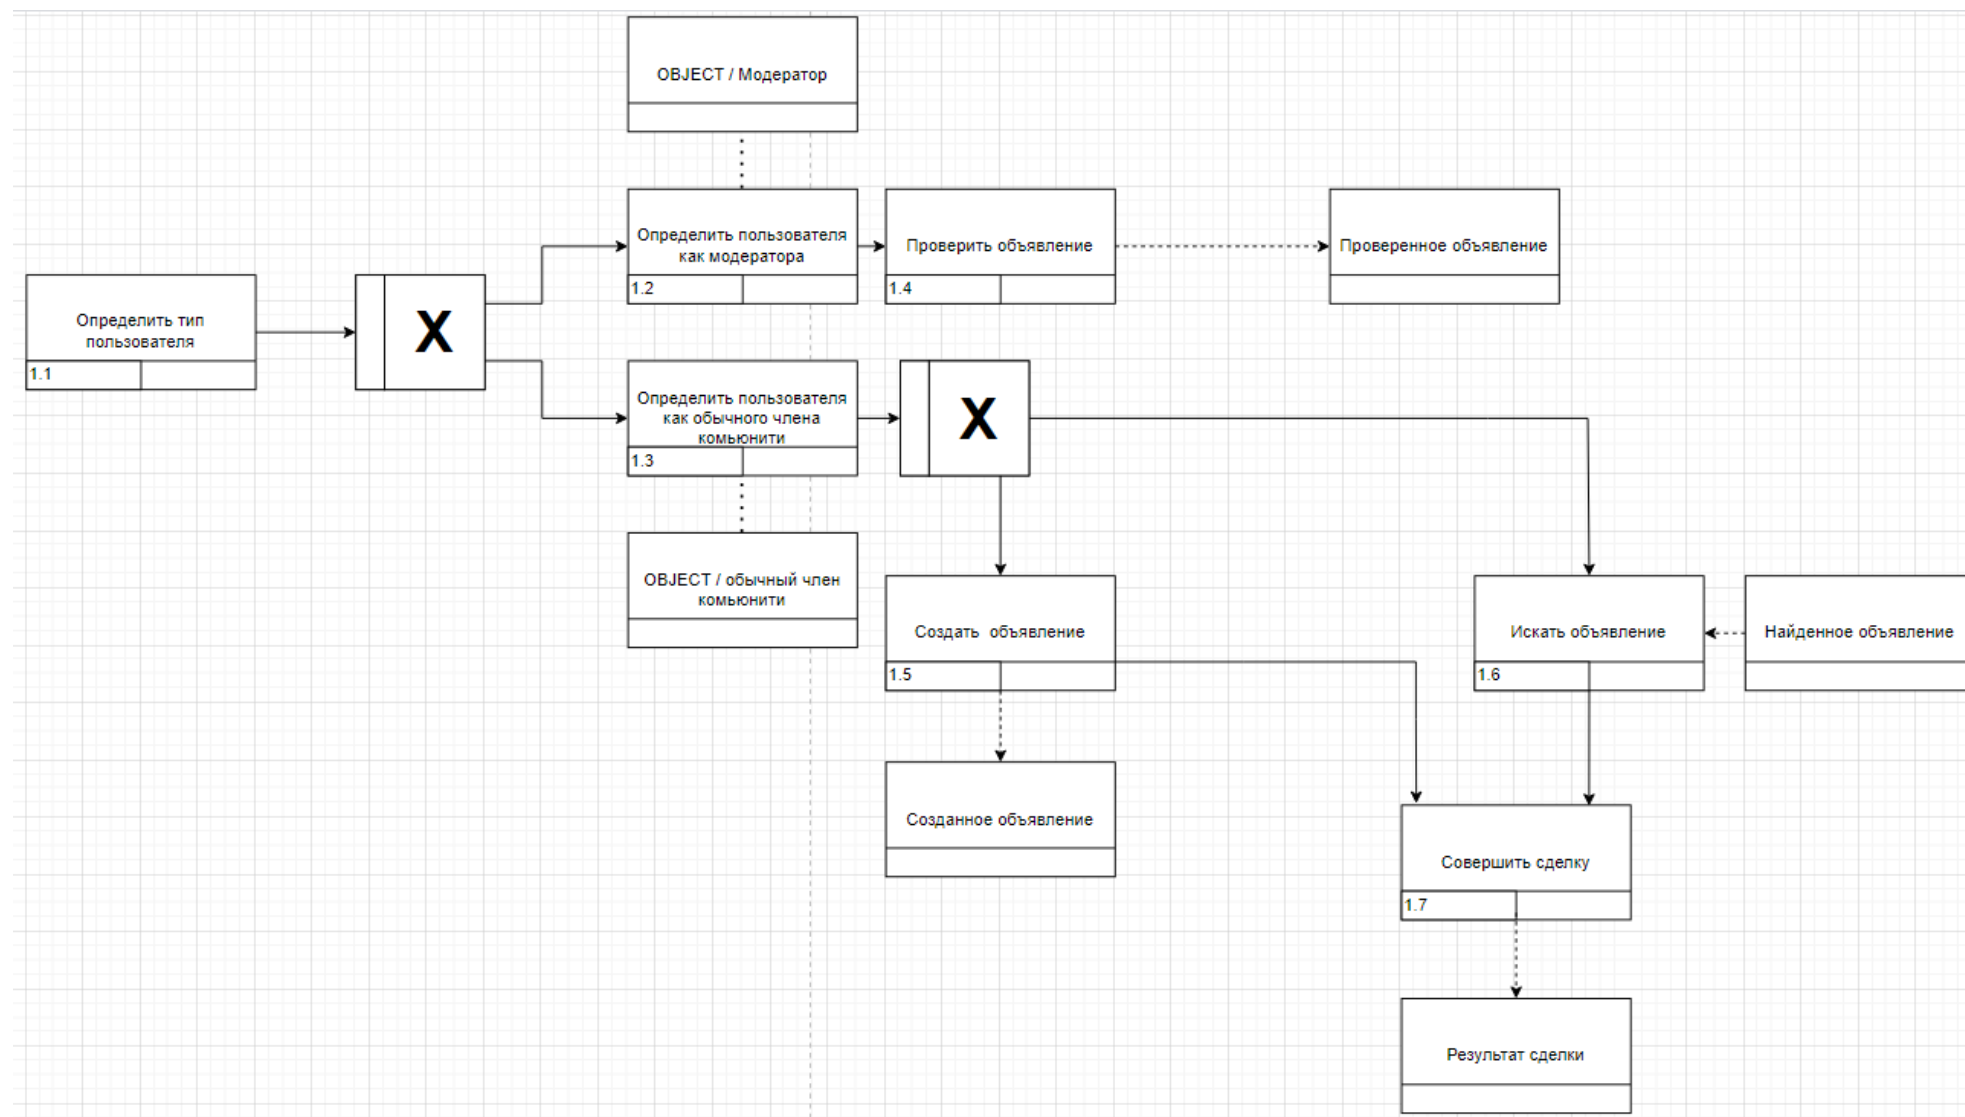 OBJECT / Модератор
Определить пользователя
как модератора
1.2
Проверить объявление
1.4
Проверенное объявление
Определить тип
пользователя
1.1
X
Определить пользователя
как обычного члена
комьюнити
1.3
X
OBJECT / обычный член
комьюнити
Создать объявление
1.5
Искать объявление
1.6
Найденное объявление
Созданное объявление
Совершить сделку
1.7
Результат сделки